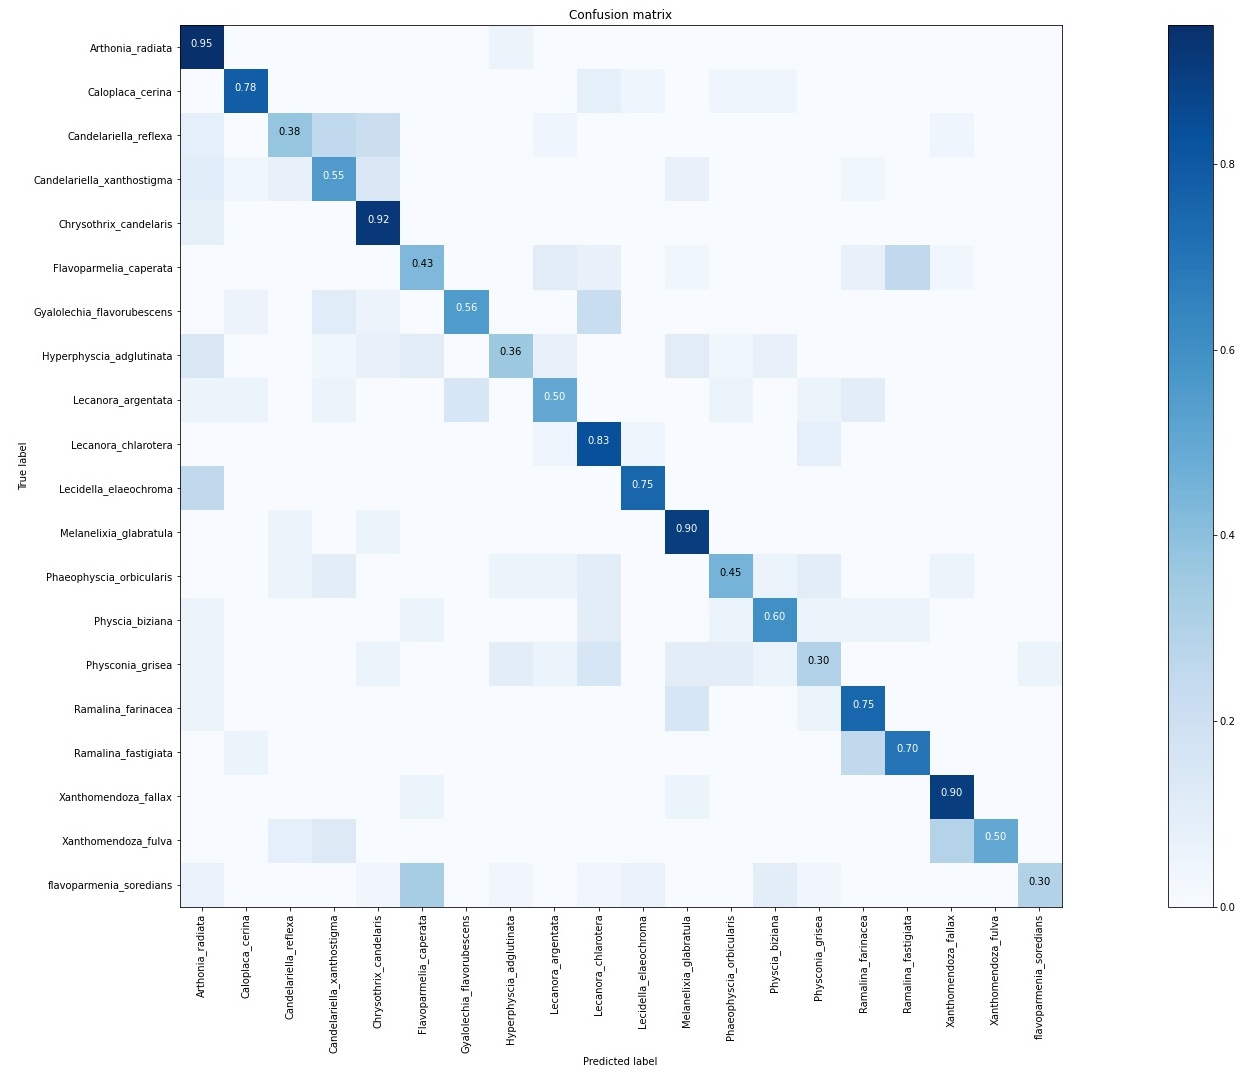 Confusion matrix
Arthonia_radiata
Caloplaca_cerina
Candelariella_reflexa
Candelariella_xanthostigma
Chrysothrix_candelaris
Flavoparmelia_caperata
Gyalolechia_flavorubescens
Hyperphyscia_adglutinata
Lecanora_argentata
Lecanora_chlarotera
Lecidella_elaeochroma
Melanelixia_glabratula
Phaeophyscia_orbicularis
Physcia_biziana
Physconia_grisea
Ramalina_farinacea
Ramalina_fastigiata
Xanthomendoza_fallax
Xanthomendoza_fulva
flavoparmenia_soredians
True label
0.95
0.78
0.38
0.55
0.92
0.43
0.56
0.36
0.50
0.83
0.75
0.90
0.45
0.60
0.30
0.75
0.70
0.90
0.50
0.30
Arthonia_radiata
Caloplaca_cerina
Candelariella_reflexa
Candelariella_xanthostigma
Chrysothrix_candelaris
Flavoparmelia_caperata
Gyalolechia_flavorubescens
Hyperphyscia_adglutinata
Lecanora_argentata
Lecanora_chlarotera
Lecidella_elaeochroma
Melanelixia_glabratula
Phaeophyscia_orbicularis
Physcia_biziana
Physconia_grisea
Ramalina_farinacea
Ramalina_fastigiata
Xanthomendoza_fallax
Xanthomendoza_fulva
flavoparmenia_soredians
Predicted label
0.8
0.6
0.4
0.2
0.0